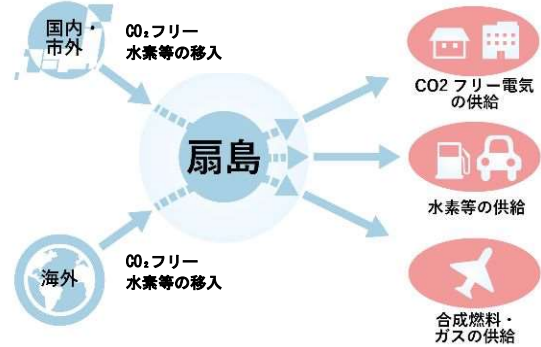 国内・
市外
CO₂フリー
水素等の移入
扇島
海外
CO₂フリー
水素等の移入
CO2フリー電気
の供給
水素等の供給
合成燃料・
ガスの供給